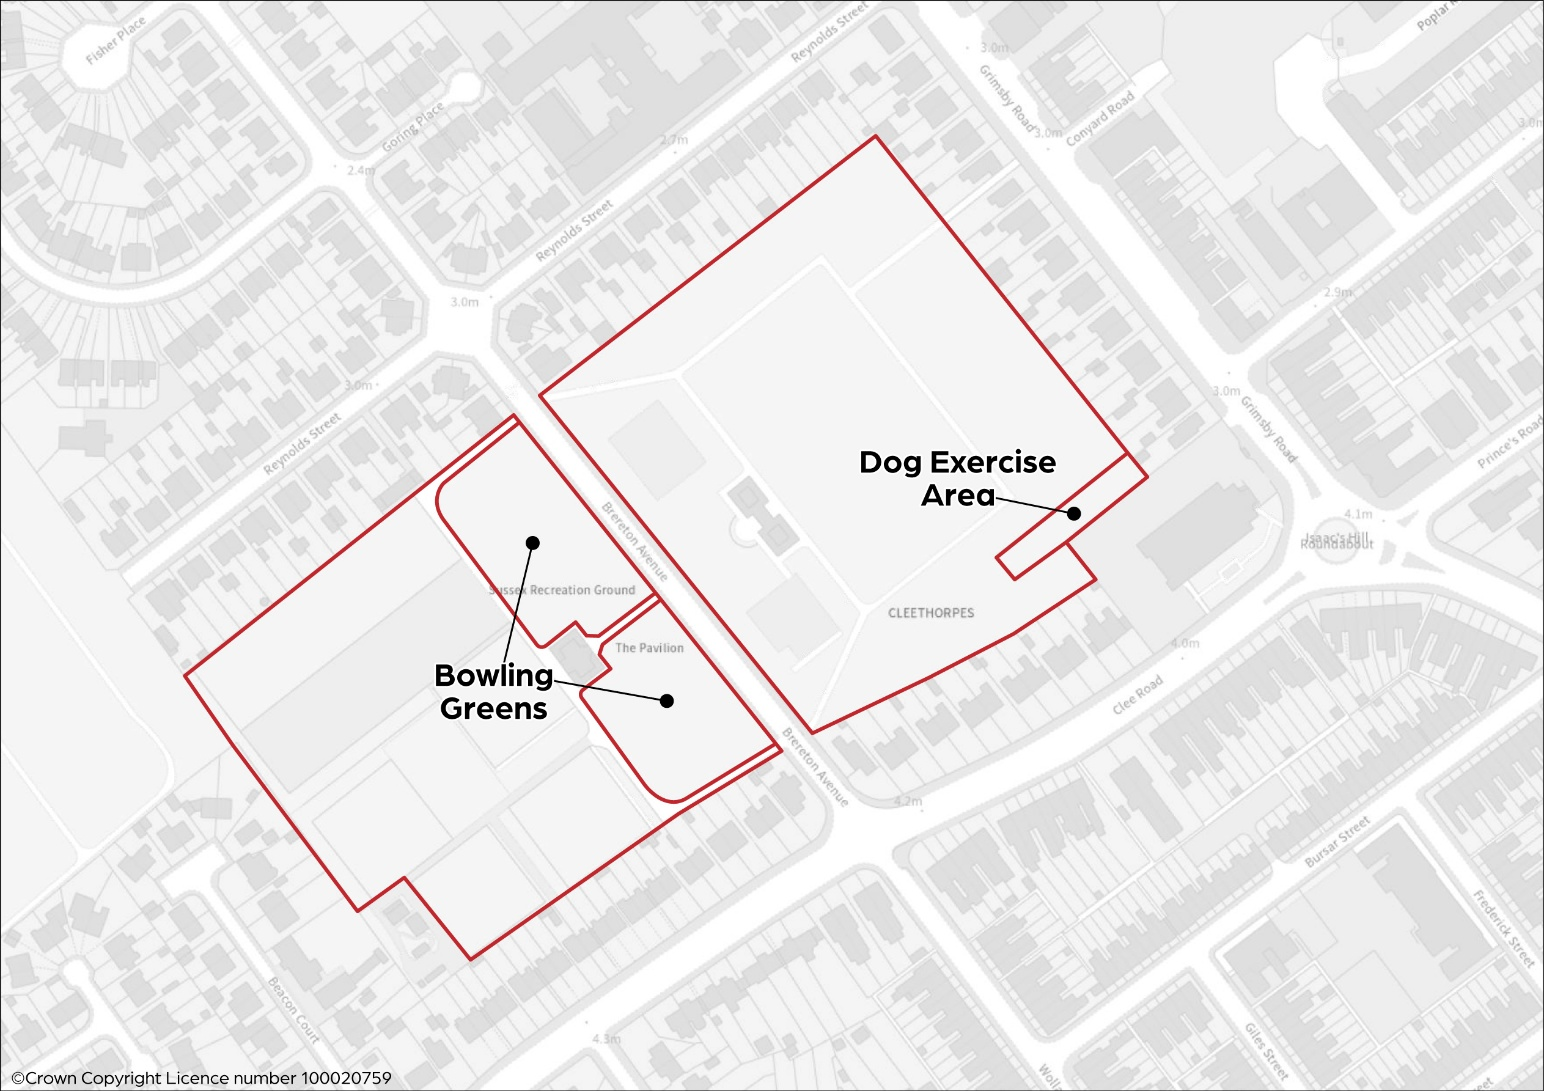 Fisher Place
Reynolds Street
Poplar
3.0m
Grimsby Road
Goring Place
Conyard Road
3.0m
3.0m
2.7m
2.4m
Reynolds Street
3.0m
2.9m
3.0m
3.0m
Reynolds Street
Grimsby Road
Prince's Road
Dog Exercise
Area
Brereton Avenue
4.1m
Isaac's Hill
Roundabout
Sussex Recreation Ground
CLEETHORPES
The Pavilion
4.0m
Bowling
Greens
Clee Road
Brereton Avenue
4.2m
Bursar Street
Frederick Street
Beacon Court
4.3m
Giles Street
©Crown Copyright Licence number 100020759